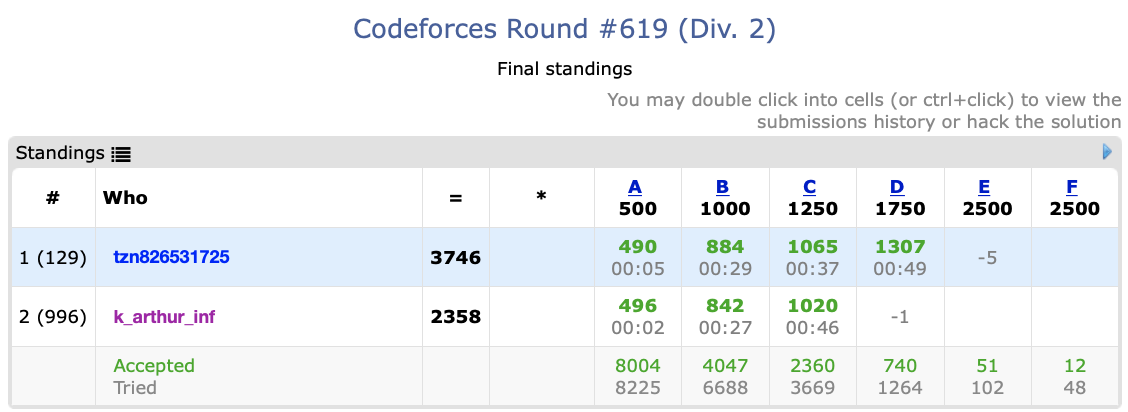 Codeforces Round #619 (Div. 2)
Final standings
You may double click into cells (or ctrl+click) to view the
submissions history or hack the solution
Standings
# Who = * A B C D E F
500 1000 1250 1750 2500 2500
1 (129) tzn826531725 3746 490 884 1065 1307 -5
00:05 00:29 00:37 00:49
2 (996) k_arthur_inf 2358 496 842 1020 -1
00:02 00:27 00:46
Accepted 8004 4047 2360 740 51 12
Tried 8225 6688 3669 1264 102 48